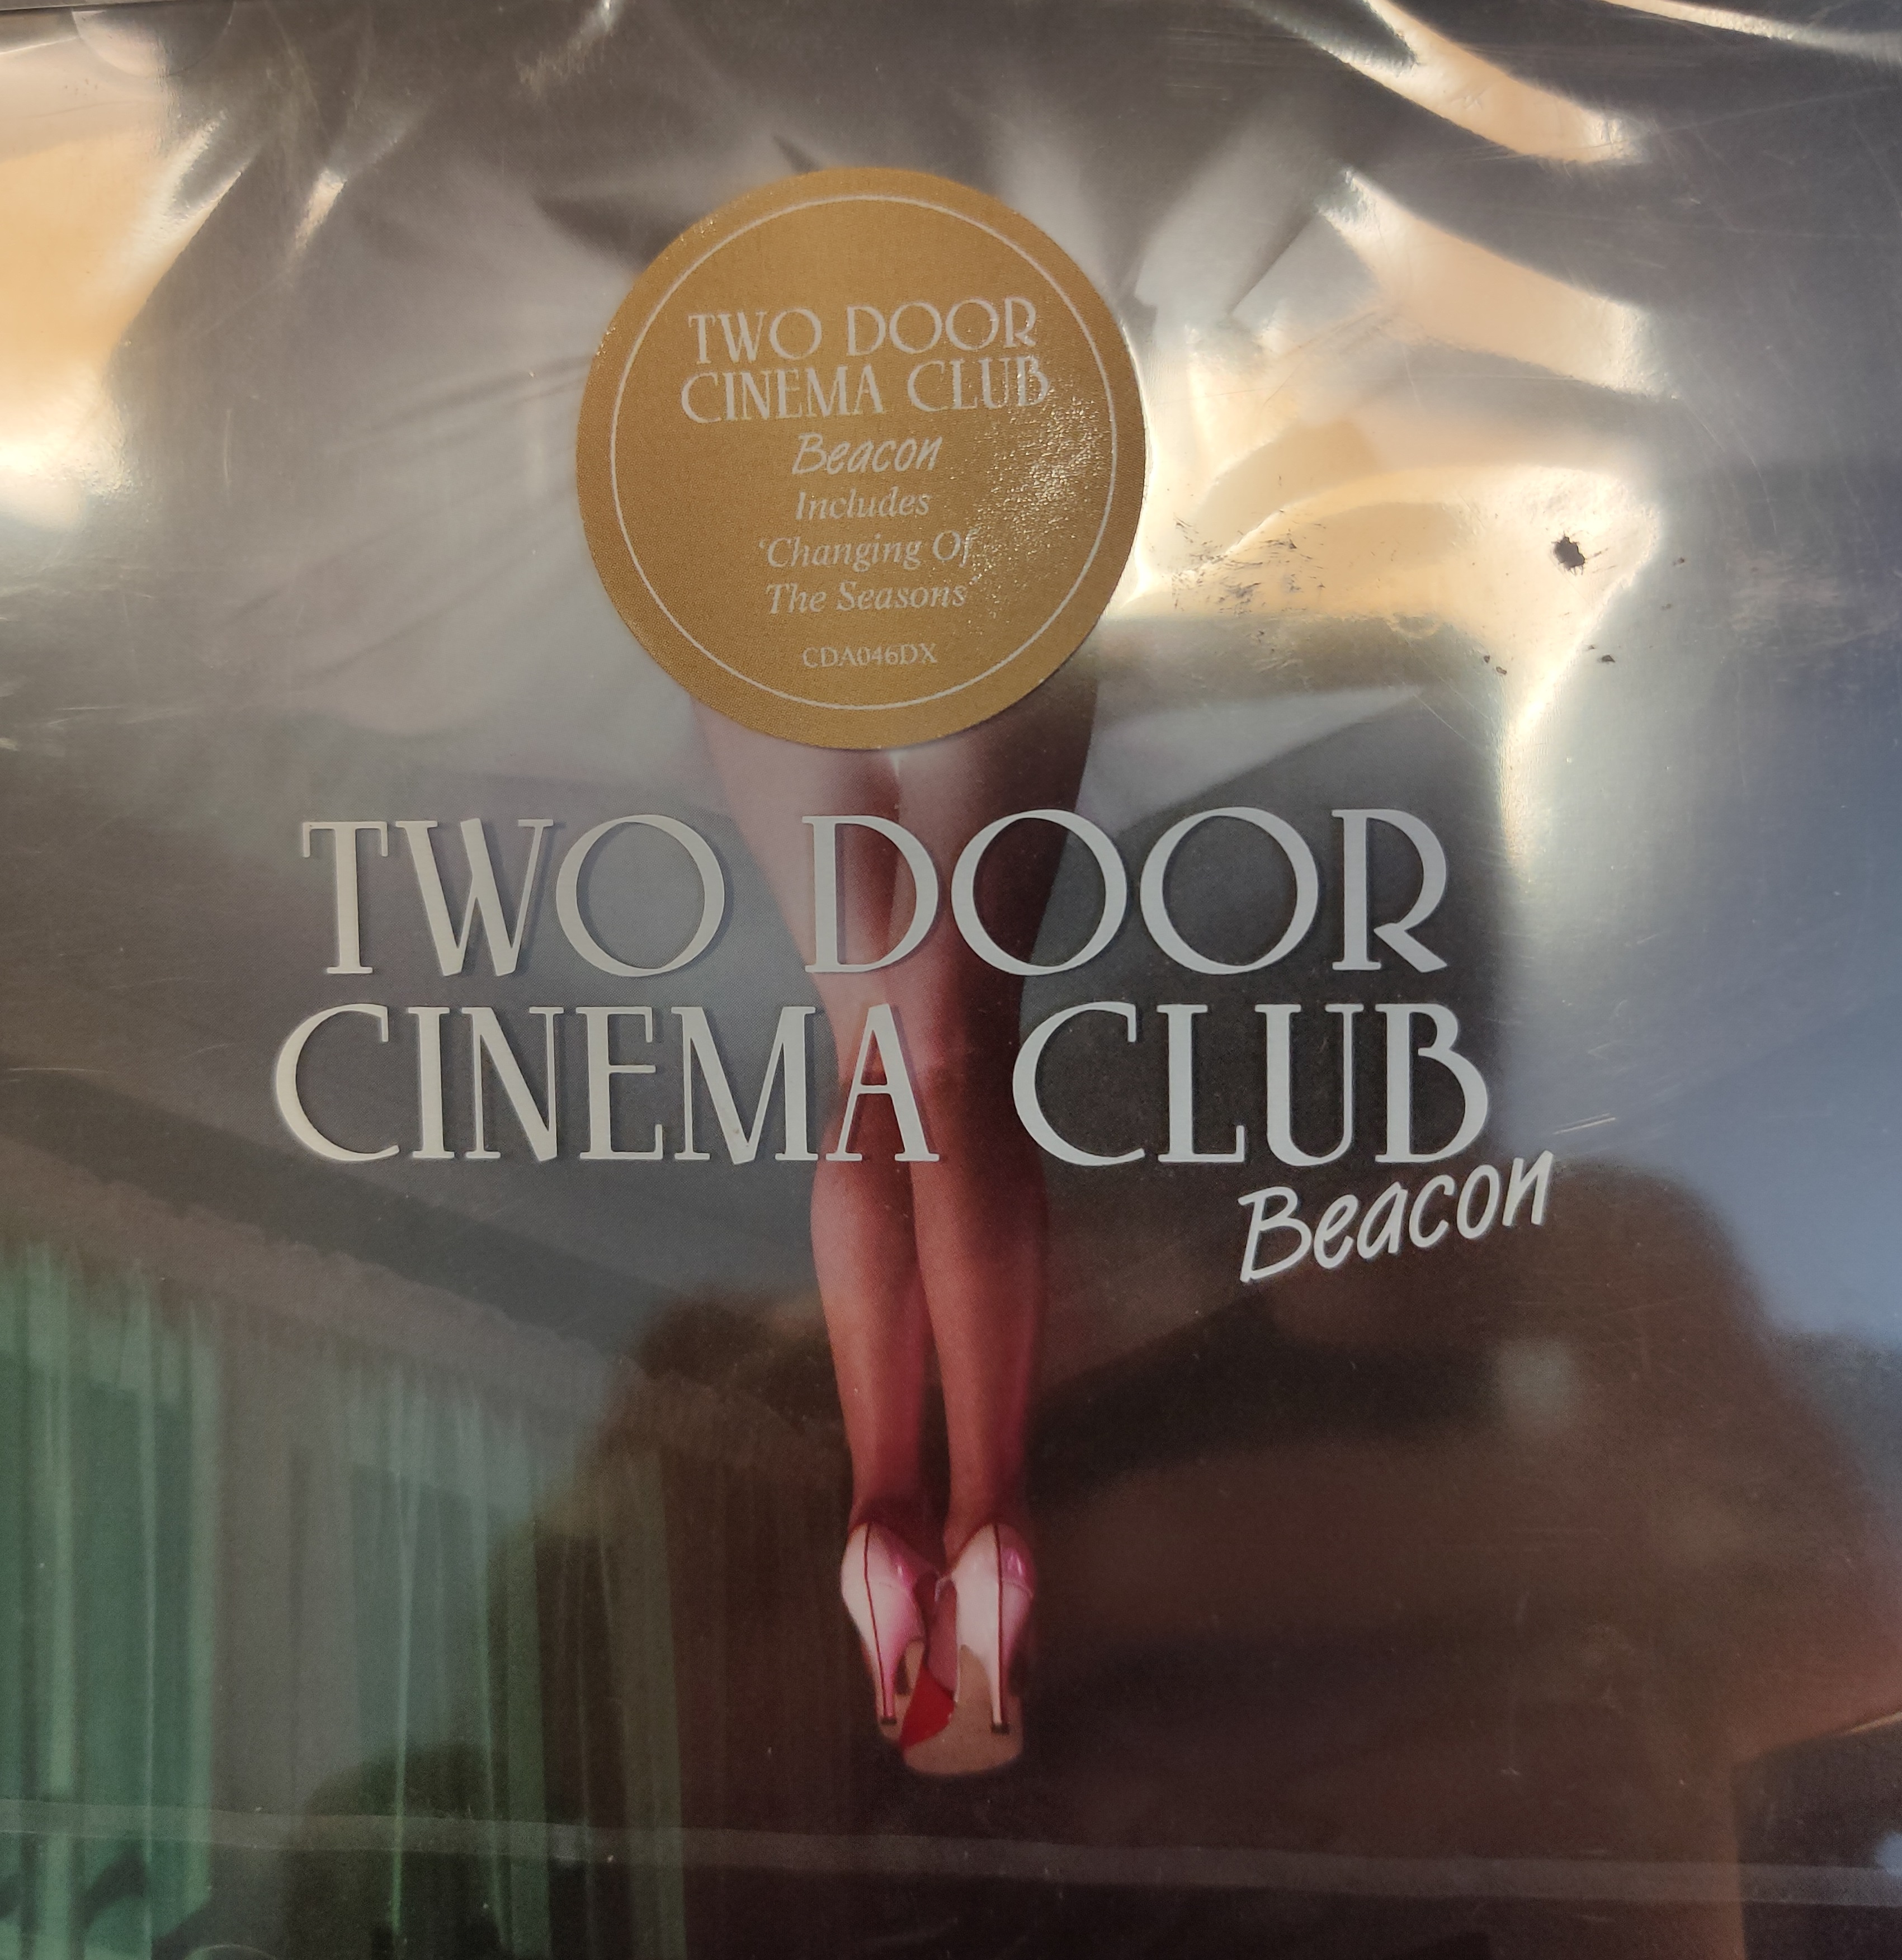 TWO DOOR
CINEMA CLUB
Beacon
Includes
‘Changing Of
The Seasons’
CDA046DX
TWO DOOR
CINEMA CLUB
Beacon